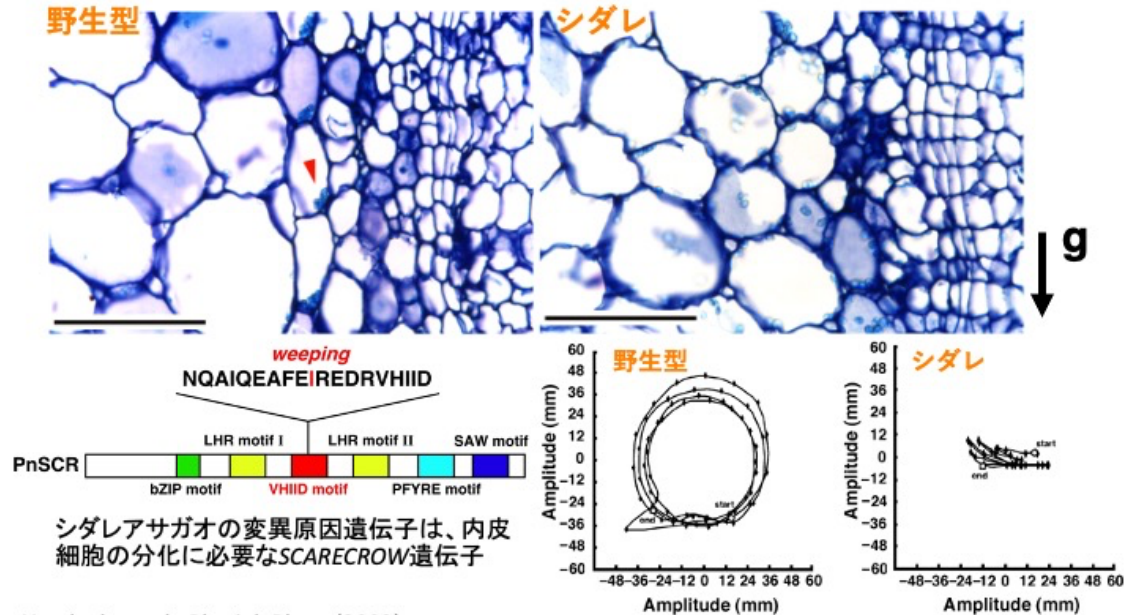 野生型
シダレ
g
weeping
NQAIQEAFEIREDRVHIID
LHR motif I
LHR motif II
SAW motif
PnSCR
bZIP motif
VHIID motif
PFYRE motif
シダレアサガオの変異原因遺伝子は、内皮
細胞の分化に必要なSCARECROW遺伝子
野生型
Amplitude (mm)
60
48
36
24
12
0
−12
−24
−36
−48
−60
start
end
−48−36−24−12 0 12 24 36 48 60
Amplitude (mm)
シダレ
Amplitude (mm)
60
48
36
24
12
0
−12
−24
−36
−48
−60
start
end
−48−36−24−12 0 12 24 36 48 60
Amplitude (mm)